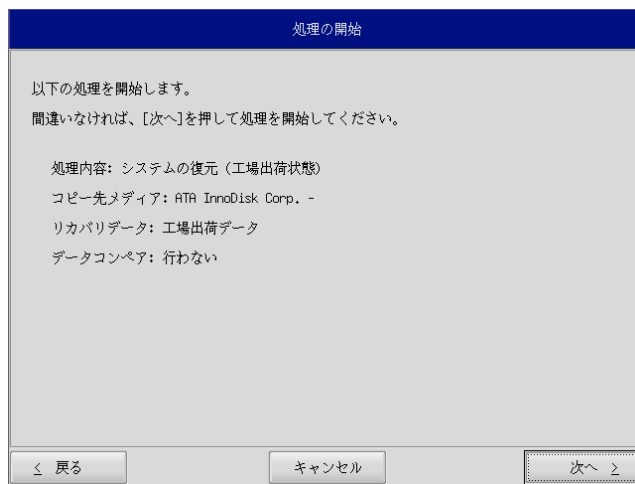 処理の開始
以下の処理を開始します。
間違いなければ、[次へ]を押して処理を開始してください。
処理内容: システムの復元 (工場出荷状態)
コピー先メディア: ATA InnoDisk Corp. -
リカバリデータ: 工場出荷データ
データコンペア: 行わない
< 戻る
キャンセル
次へ >